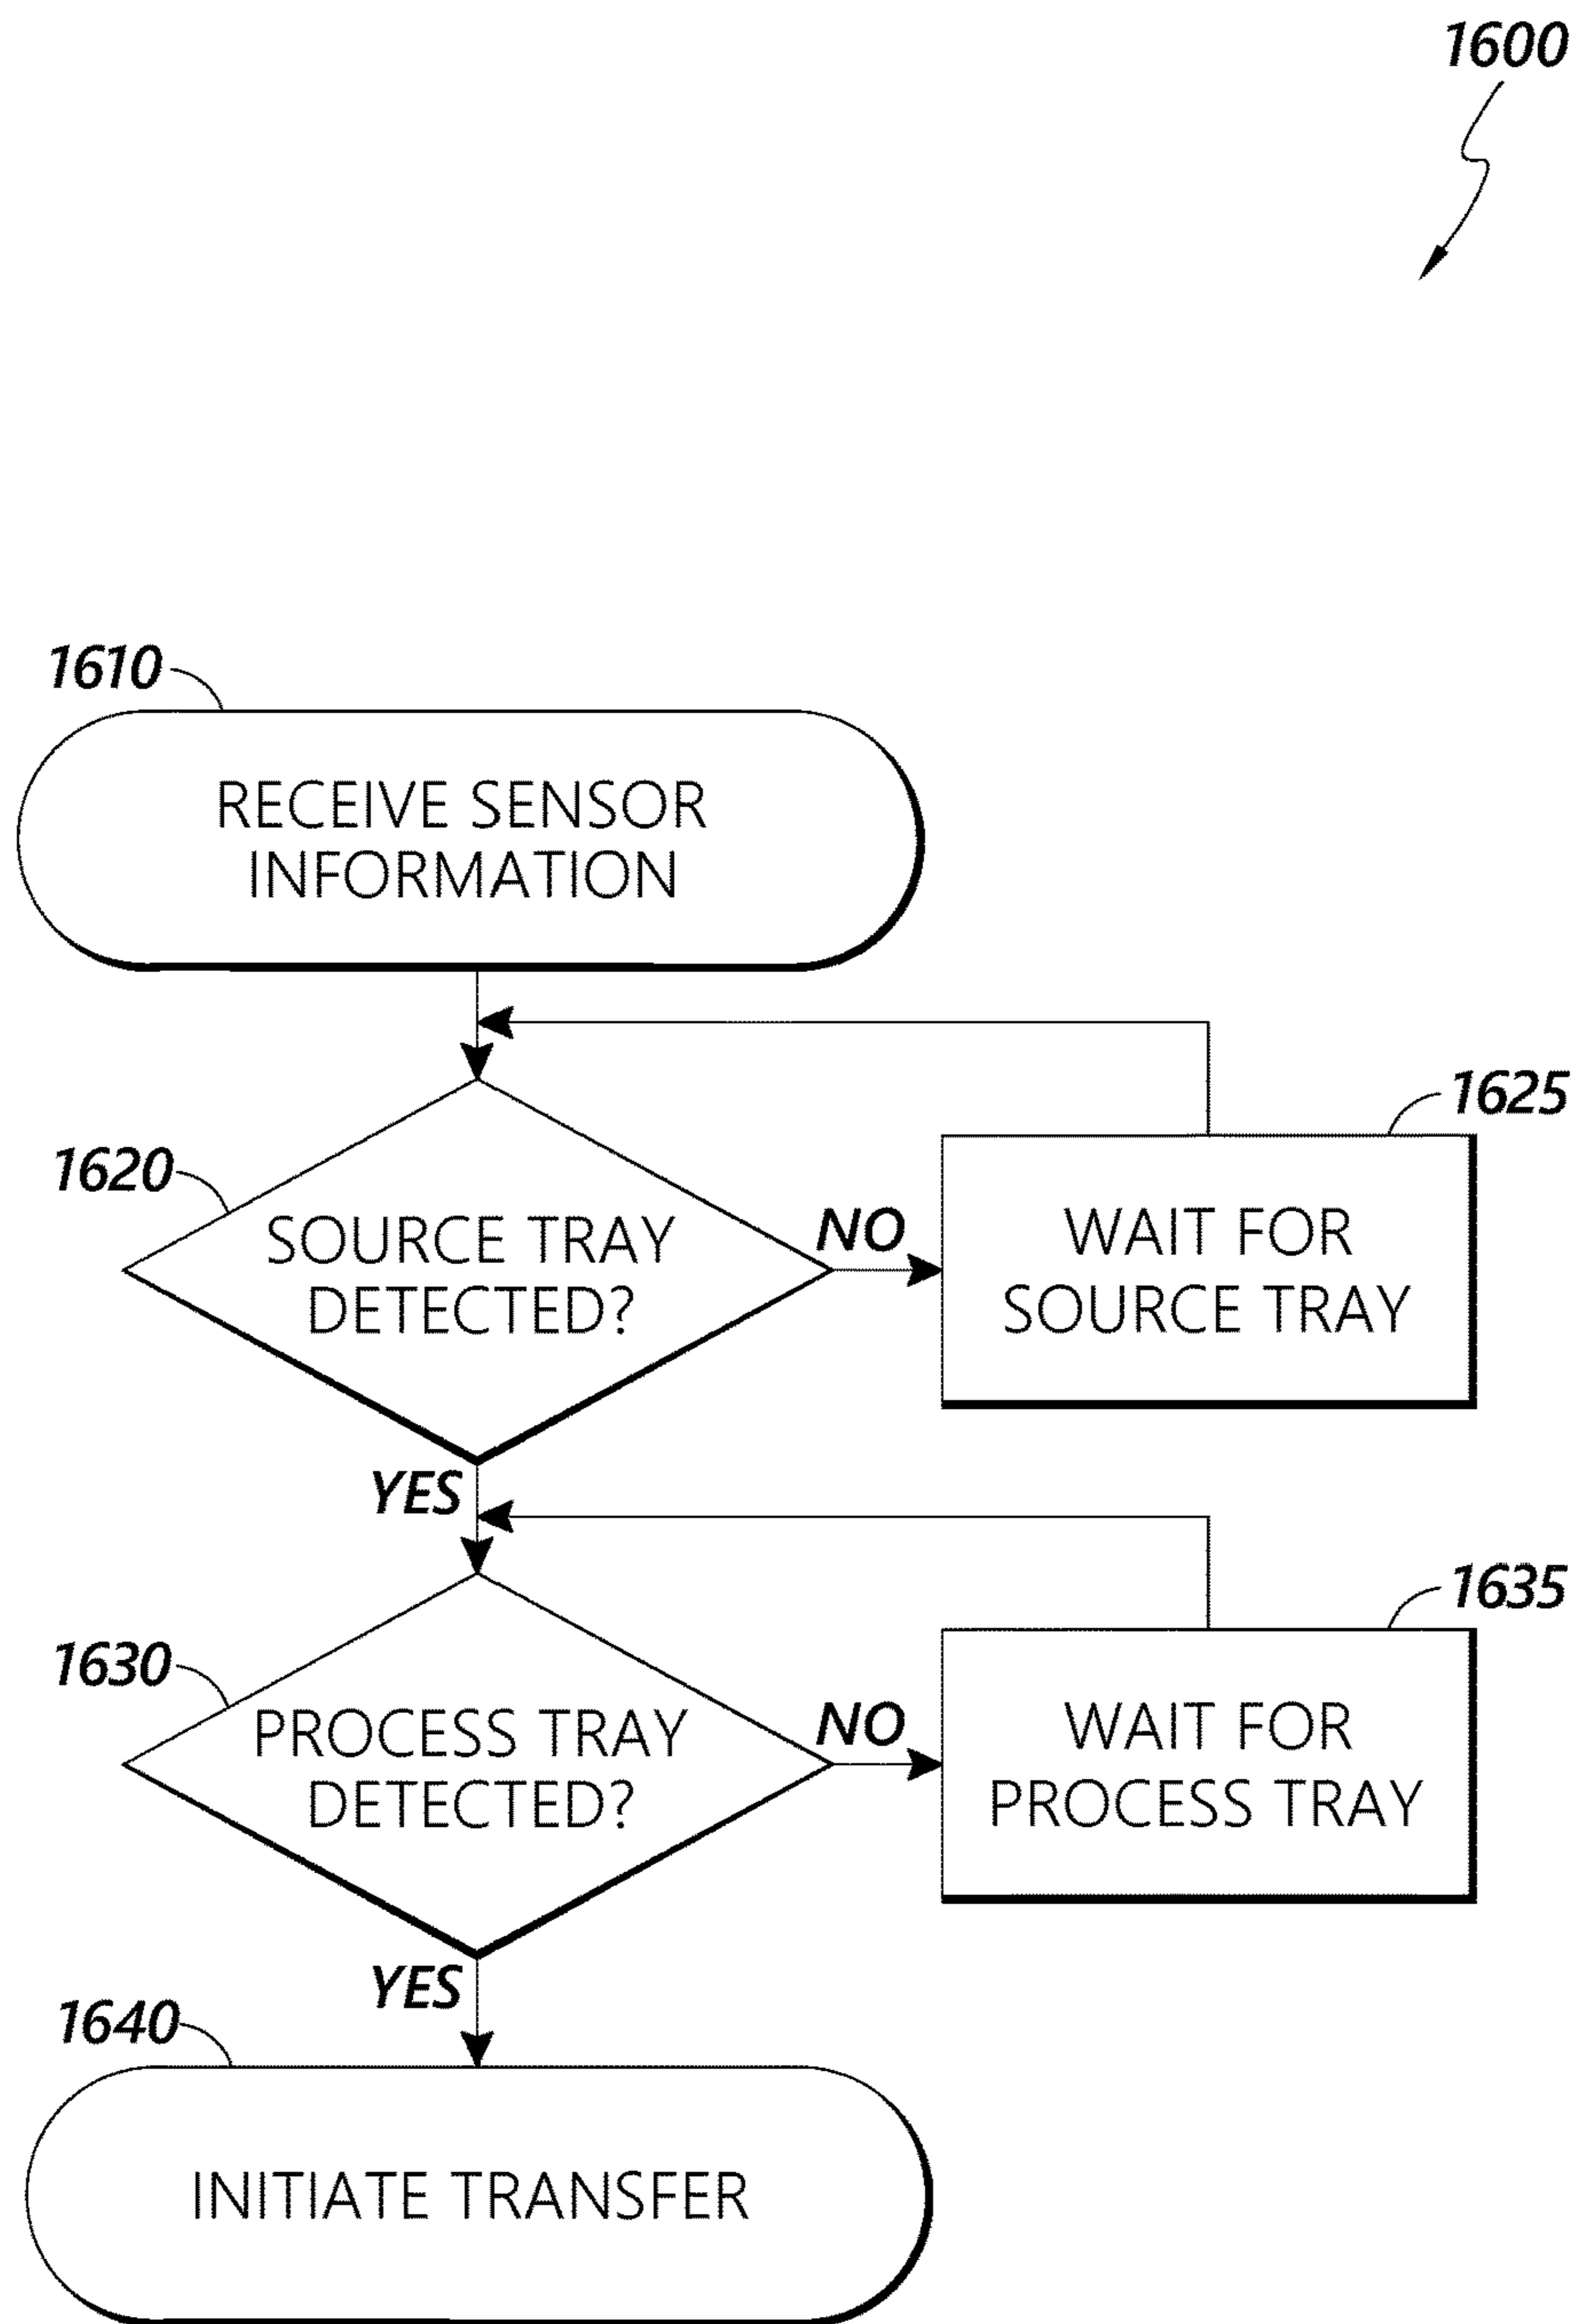 1600
1610
RECEIVE SENSOR
INFORMATION
1625
1620
SOURCE TRAY
DETECTED?
NO
WAIT FOR
SOURCE TRAY
YES
1635
1630
PROCESS TRAY
DETECTED?
NO
WAIT FOR
PROCESS TRAY
YES
1640
INITIATE TRANSFER